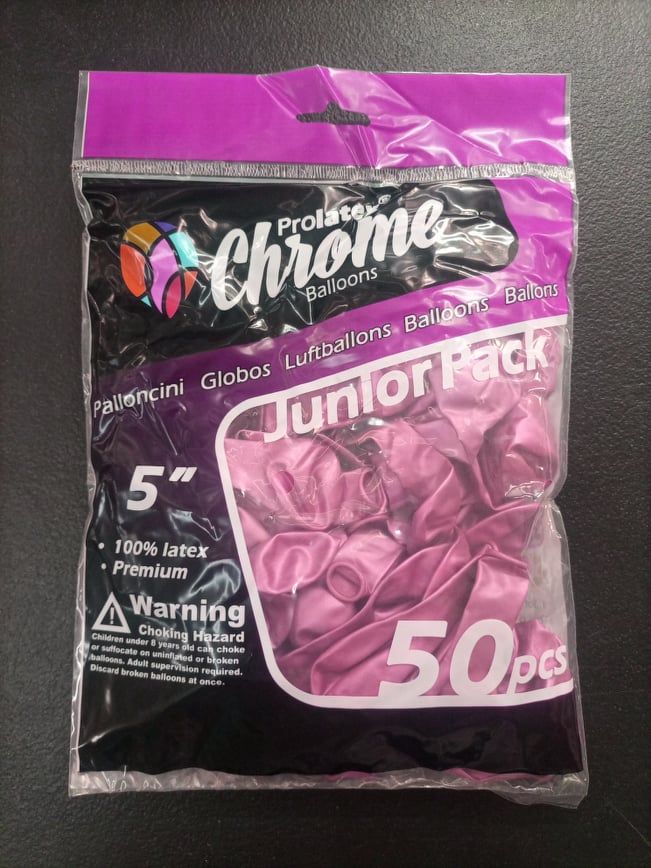 Prolatex®
Chrome
Balloons
Palloncini Globos Luftballons Balloons Ballons
Junior Pack
5"
• 100% latex
• Premium
Warning
Choking Hazard
Children under 8 years old can choke
or suffocate on uninflated or broken
balloons. Adult supervision required.
Discard broken balloons at once.
50pcs